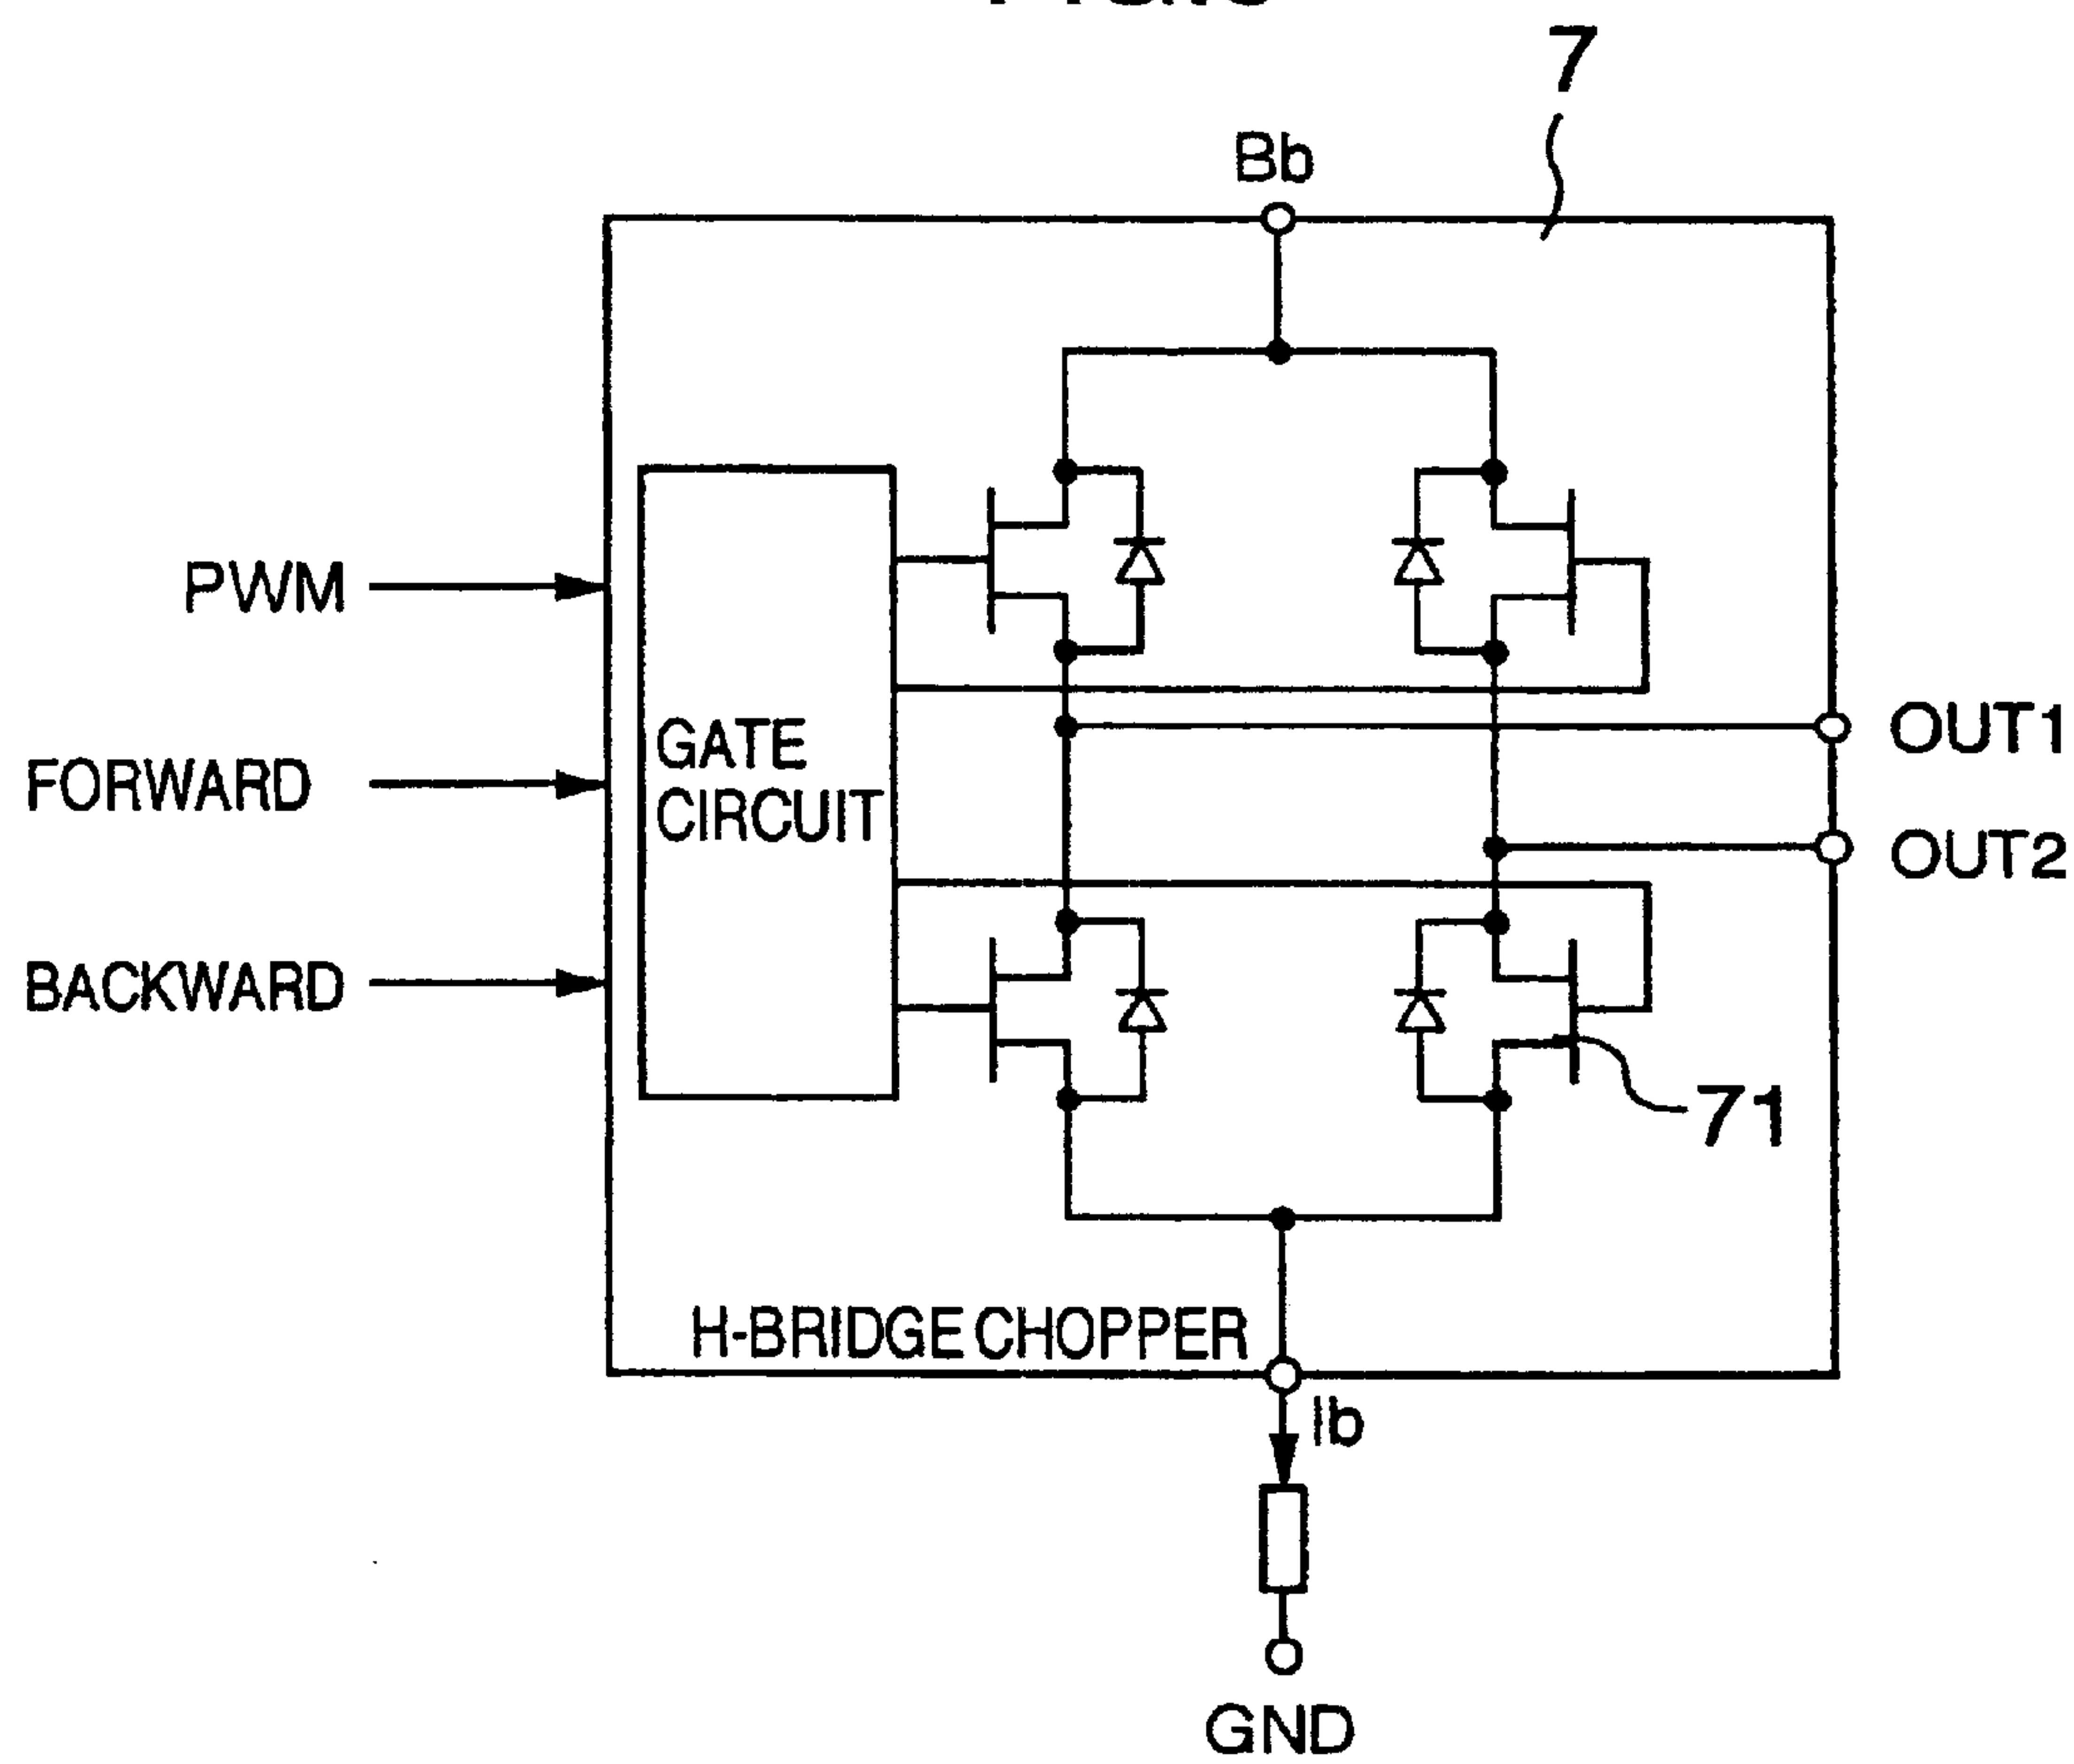 7
Bb
PWM
FORWARD
BACKWARD
GATE
CIRCUIT
OUT1
OUT2
71
H-BRIDGE CHOPPER
Ib
GND